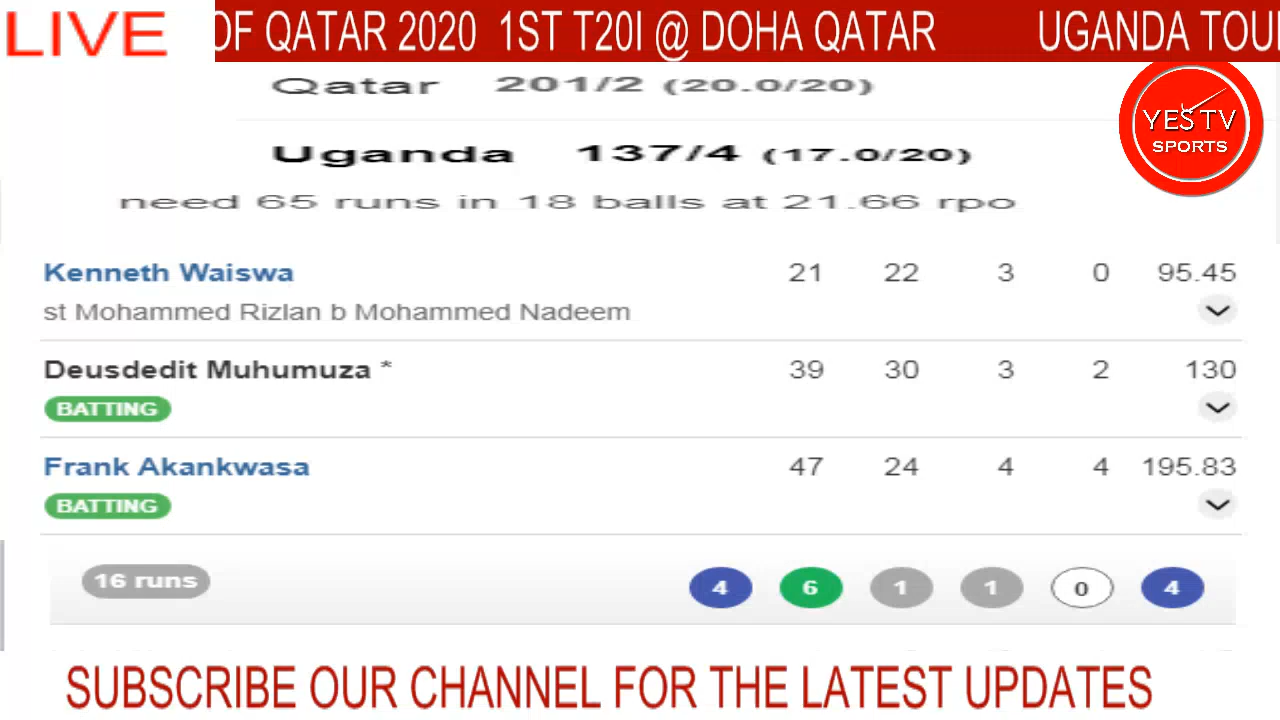 LIVE OF QATAR 2020 1ST T20I @ DOHA QATAR UGANDA TOU
Qatar 201/2 (20.0/20)
YES TV
SPORTS
Uganda 137/4 (17.0/20)
need 65 runs in 18 balls at 21.66 rpo
Kenneth Waiswa 21 22 3 0 95.45
st Mohammed Rizlan b Mohammed Nadeem
Deusdedit Muhumuza * 39 30 3 2 130
BATTING
Frank Akankwasa 47 24 4 4 195.83
BATTING
16 runs 4 6 1 1 0 4
SUBSCRIBE OUR CHANNEL FOR THE LATEST UPDATES